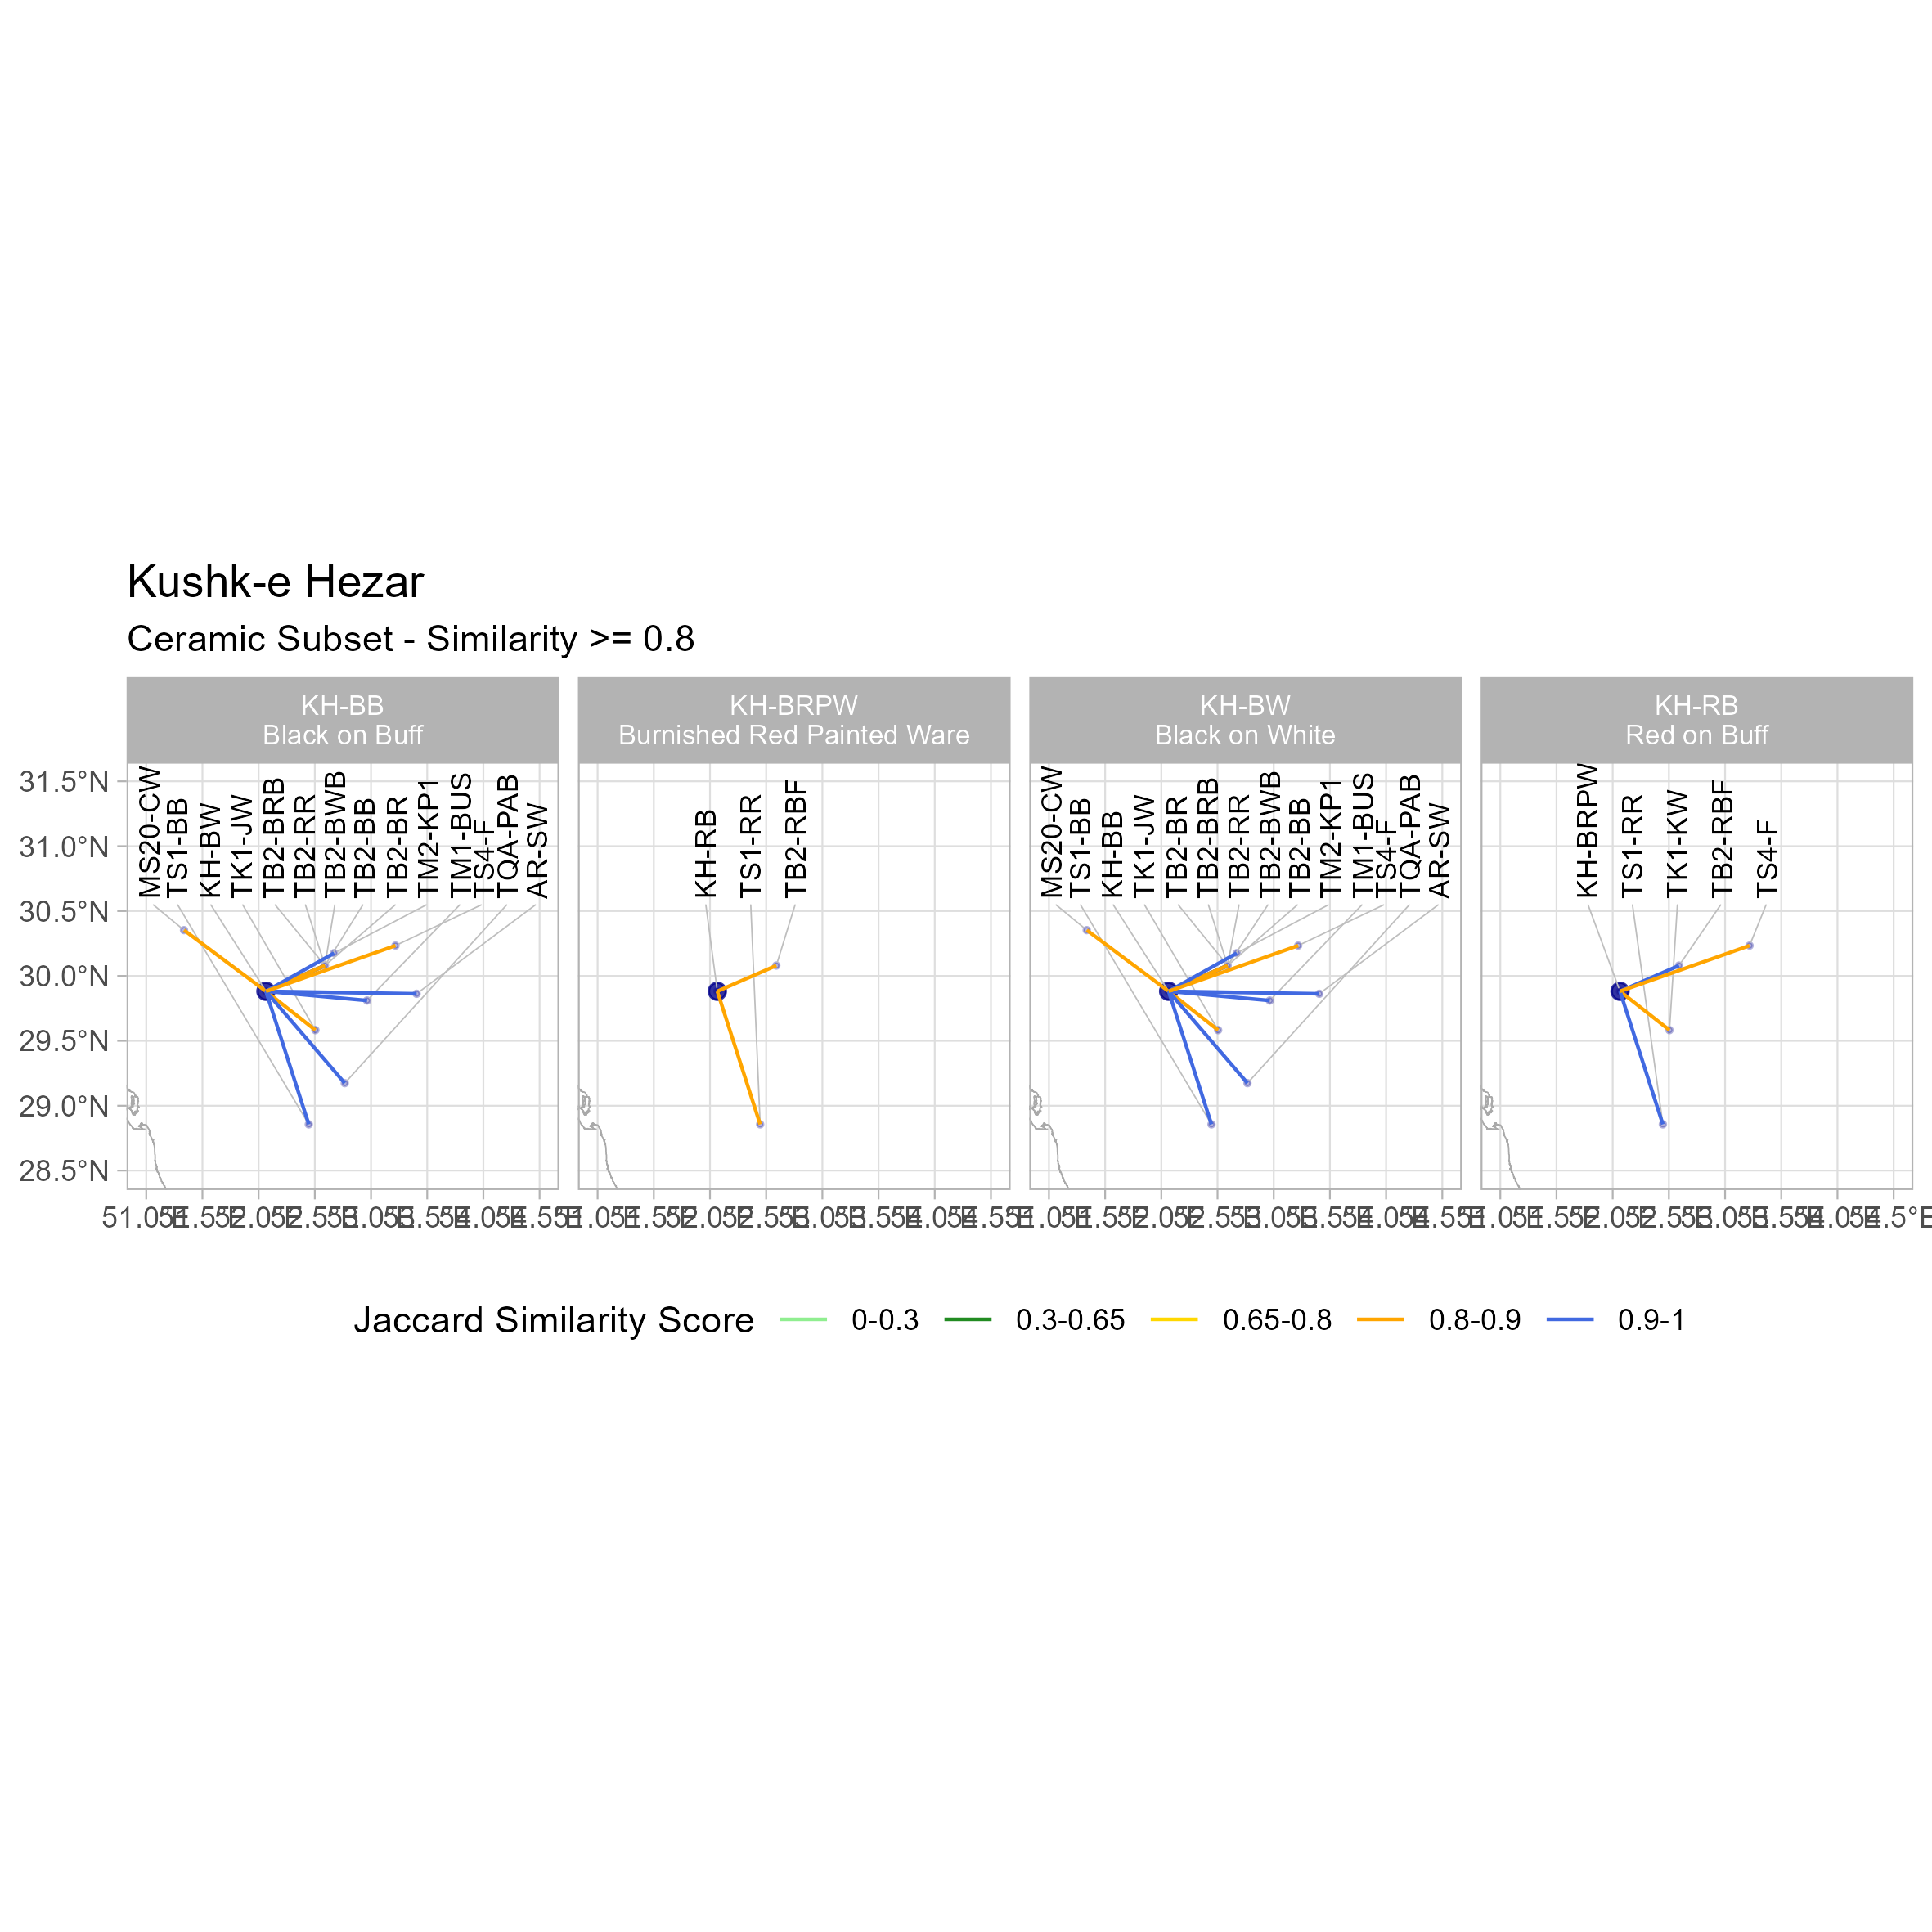 Kushk-e Hezar
Ceramic Subset - Similarity >= 0.8
KH-BB
Black on Buff
KH-BRPW
Burnished Red Painted Ware
KH-BW
Black on White
KH-RB
Red on Buff
31.5°N
31.0°N
30.5°N
30.0°N
29.5°N
29.0°N
28.5°N
MS20-CW
TS1-BB
KH-BW
TK1-JW
TB2-BRB
TB2-RR
TB2-BWB
TB2-BB
TB2-BR
TM2-KP1
TM1-BUS
TS4-F
TQA-PAB
AR-SW
KH-RB
TS1-RR
TB2-RBF
MS20-CW
TS1-BB
KH-BB
TK1-JW
TB2-BR
TB2-BRB
TB2-RR
TB2-BWB
TB2-BB
TM2-KP1
TM1-BUS
TS4-F
TQA-PAB
AR-SW
KH-BRPW
TS1-RR
TK1-KW
TB2-RBF
TS4-F
Jaccard Similarity Score 0-0.3 0.3-0.65 0.65-0.8 0.8-0.9 0.9-1